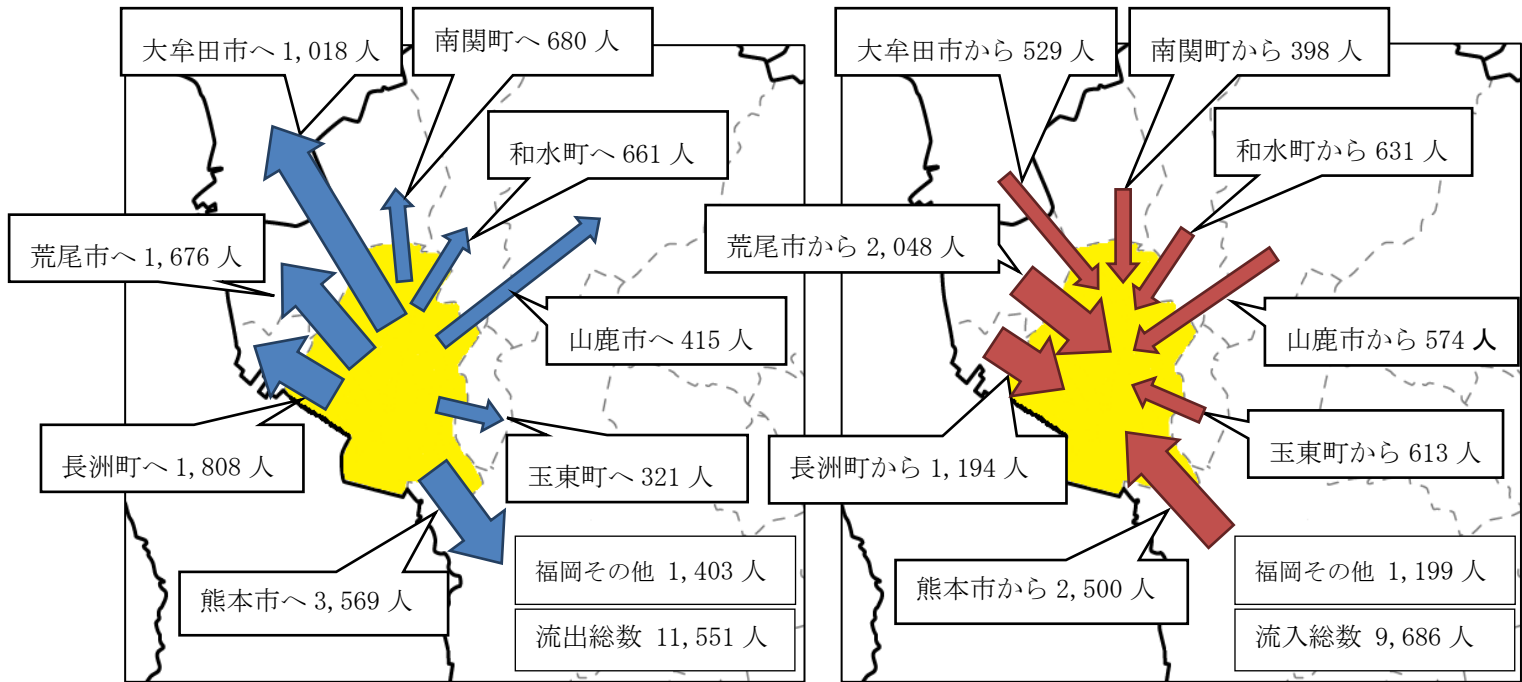 大牟田市へ 1,018 人
南関町へ 680 人
和水町へ 661 人
荒尾市へ 1,676 人
山鹿市へ 415 人
長洲町へ 1,808 人
玉東町へ 321 人
熊本市へ 3,569 人
福岡その他 1,403 人
流出総数 11,551 人
大牟田市から 529 人
南関町から 398 人
和水町から 631 人
荒尾市から 2,048 人
山鹿市から 574 人
長洲町から 1,194 人
玉東町から 613 人
熊本市から 2,500 人
福岡その他 1,199 人
流入総数 9,686 人